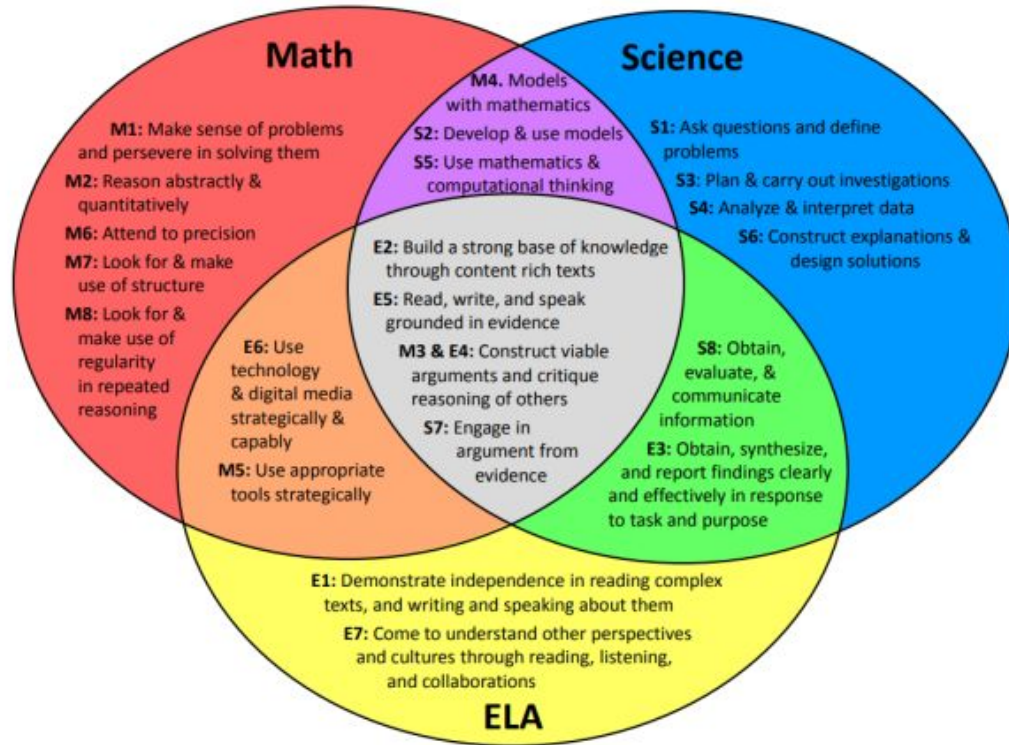 Math
Science
M4. Models
with mathematics
S2: Develop & use models
S5: Use mathematics &
computational thinking
M1: Make sense of problems
and persevere in solving them
M2: Reason abstractly &
quantitatively
M6: Attend to precision
M7: Look for & make
use of structure
M8: Look for &
make use of
regularity
in repeated
reasoning
S1: Ask questions and define
problems
S3: Plan & carry out investigations
S4: Analyze & interpret data
S6: Construct explanations &
design solutions
E2: Build a strong base of knowledge
through content rich texts
E5: Read, write, and speak
grounded in evidence
M3 & E4: Construct viable
arguments and critique
reasoning of others
S7: Engage in
argument from
evidence
E6: Use
technology
& digital media
strategically &
capably
M5: Use appropriate
tools strategically
S8: Obtain,
evaluate, &
communicate
information
E3: Obtain, synthesize,
and report findings clearly
and effectively in response
to task and purpose
E1: Demonstrate independence in reading complex
texts, and writing and speaking about them
E7: Come to understand other perspectives
and cultures through reading, listening,
and collaborations
ELA